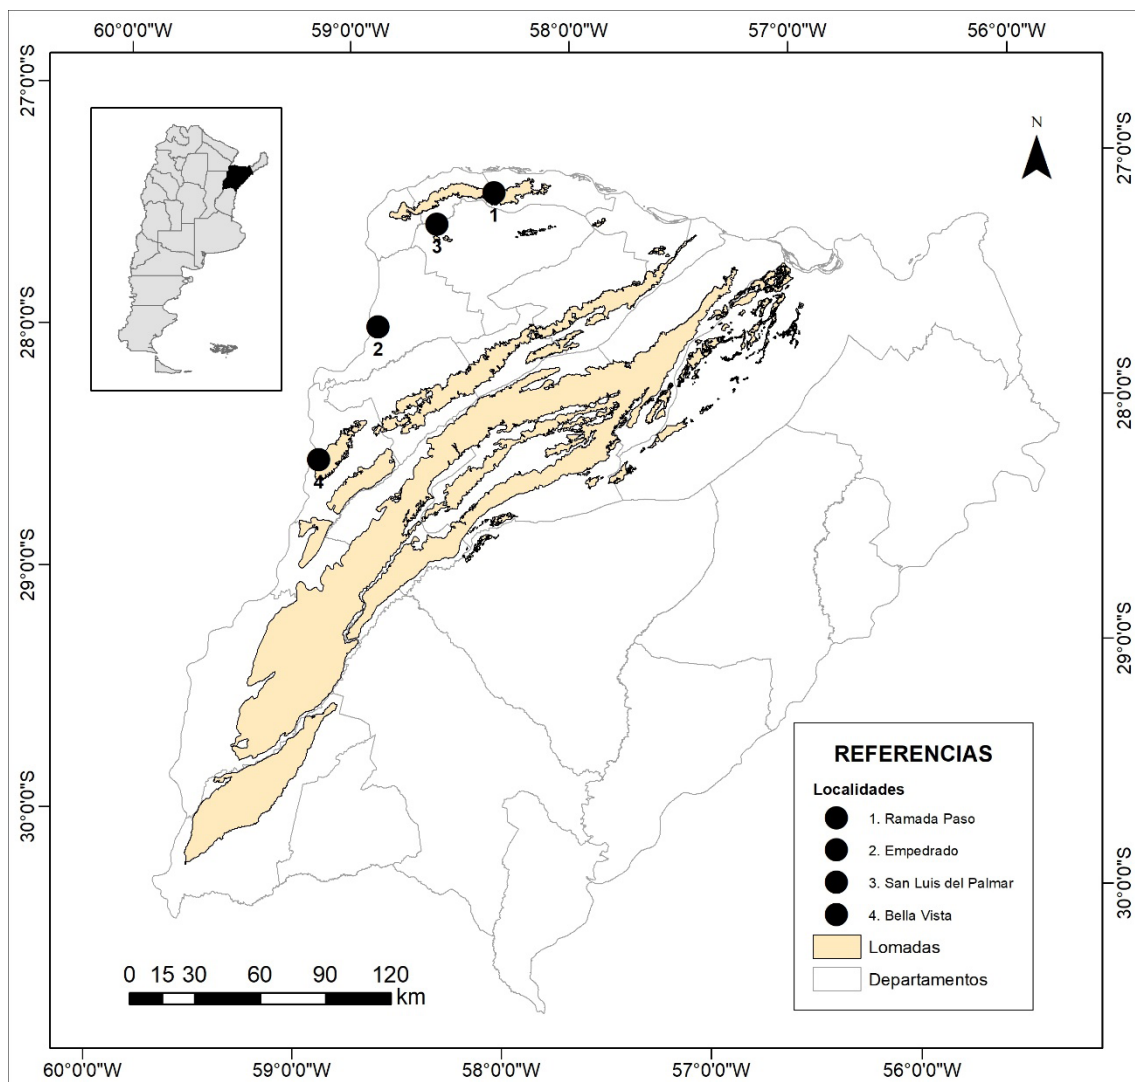 60°0'0"W 59°0'0"W 58°0'0"W 57°0'0"W 56°0'0"W
27°0'0"S
27°0'0"S
N
1
3
28°0'0"S
2
28°0'0"S
4
29°0'0"S
29°0'0"S
REFERENCIAS
Localidades
1. Ramada Paso
30°0'0"S
2. Empedrado
3. San Luis del Palmar
30°0'0"S
4. Bella Vista
Lomadas
Departamentos
0 15 30 60 90 120
km
60°0'0"W 59°0'0"W 58°0'0"W 57°0'0"W 56°0'0"W